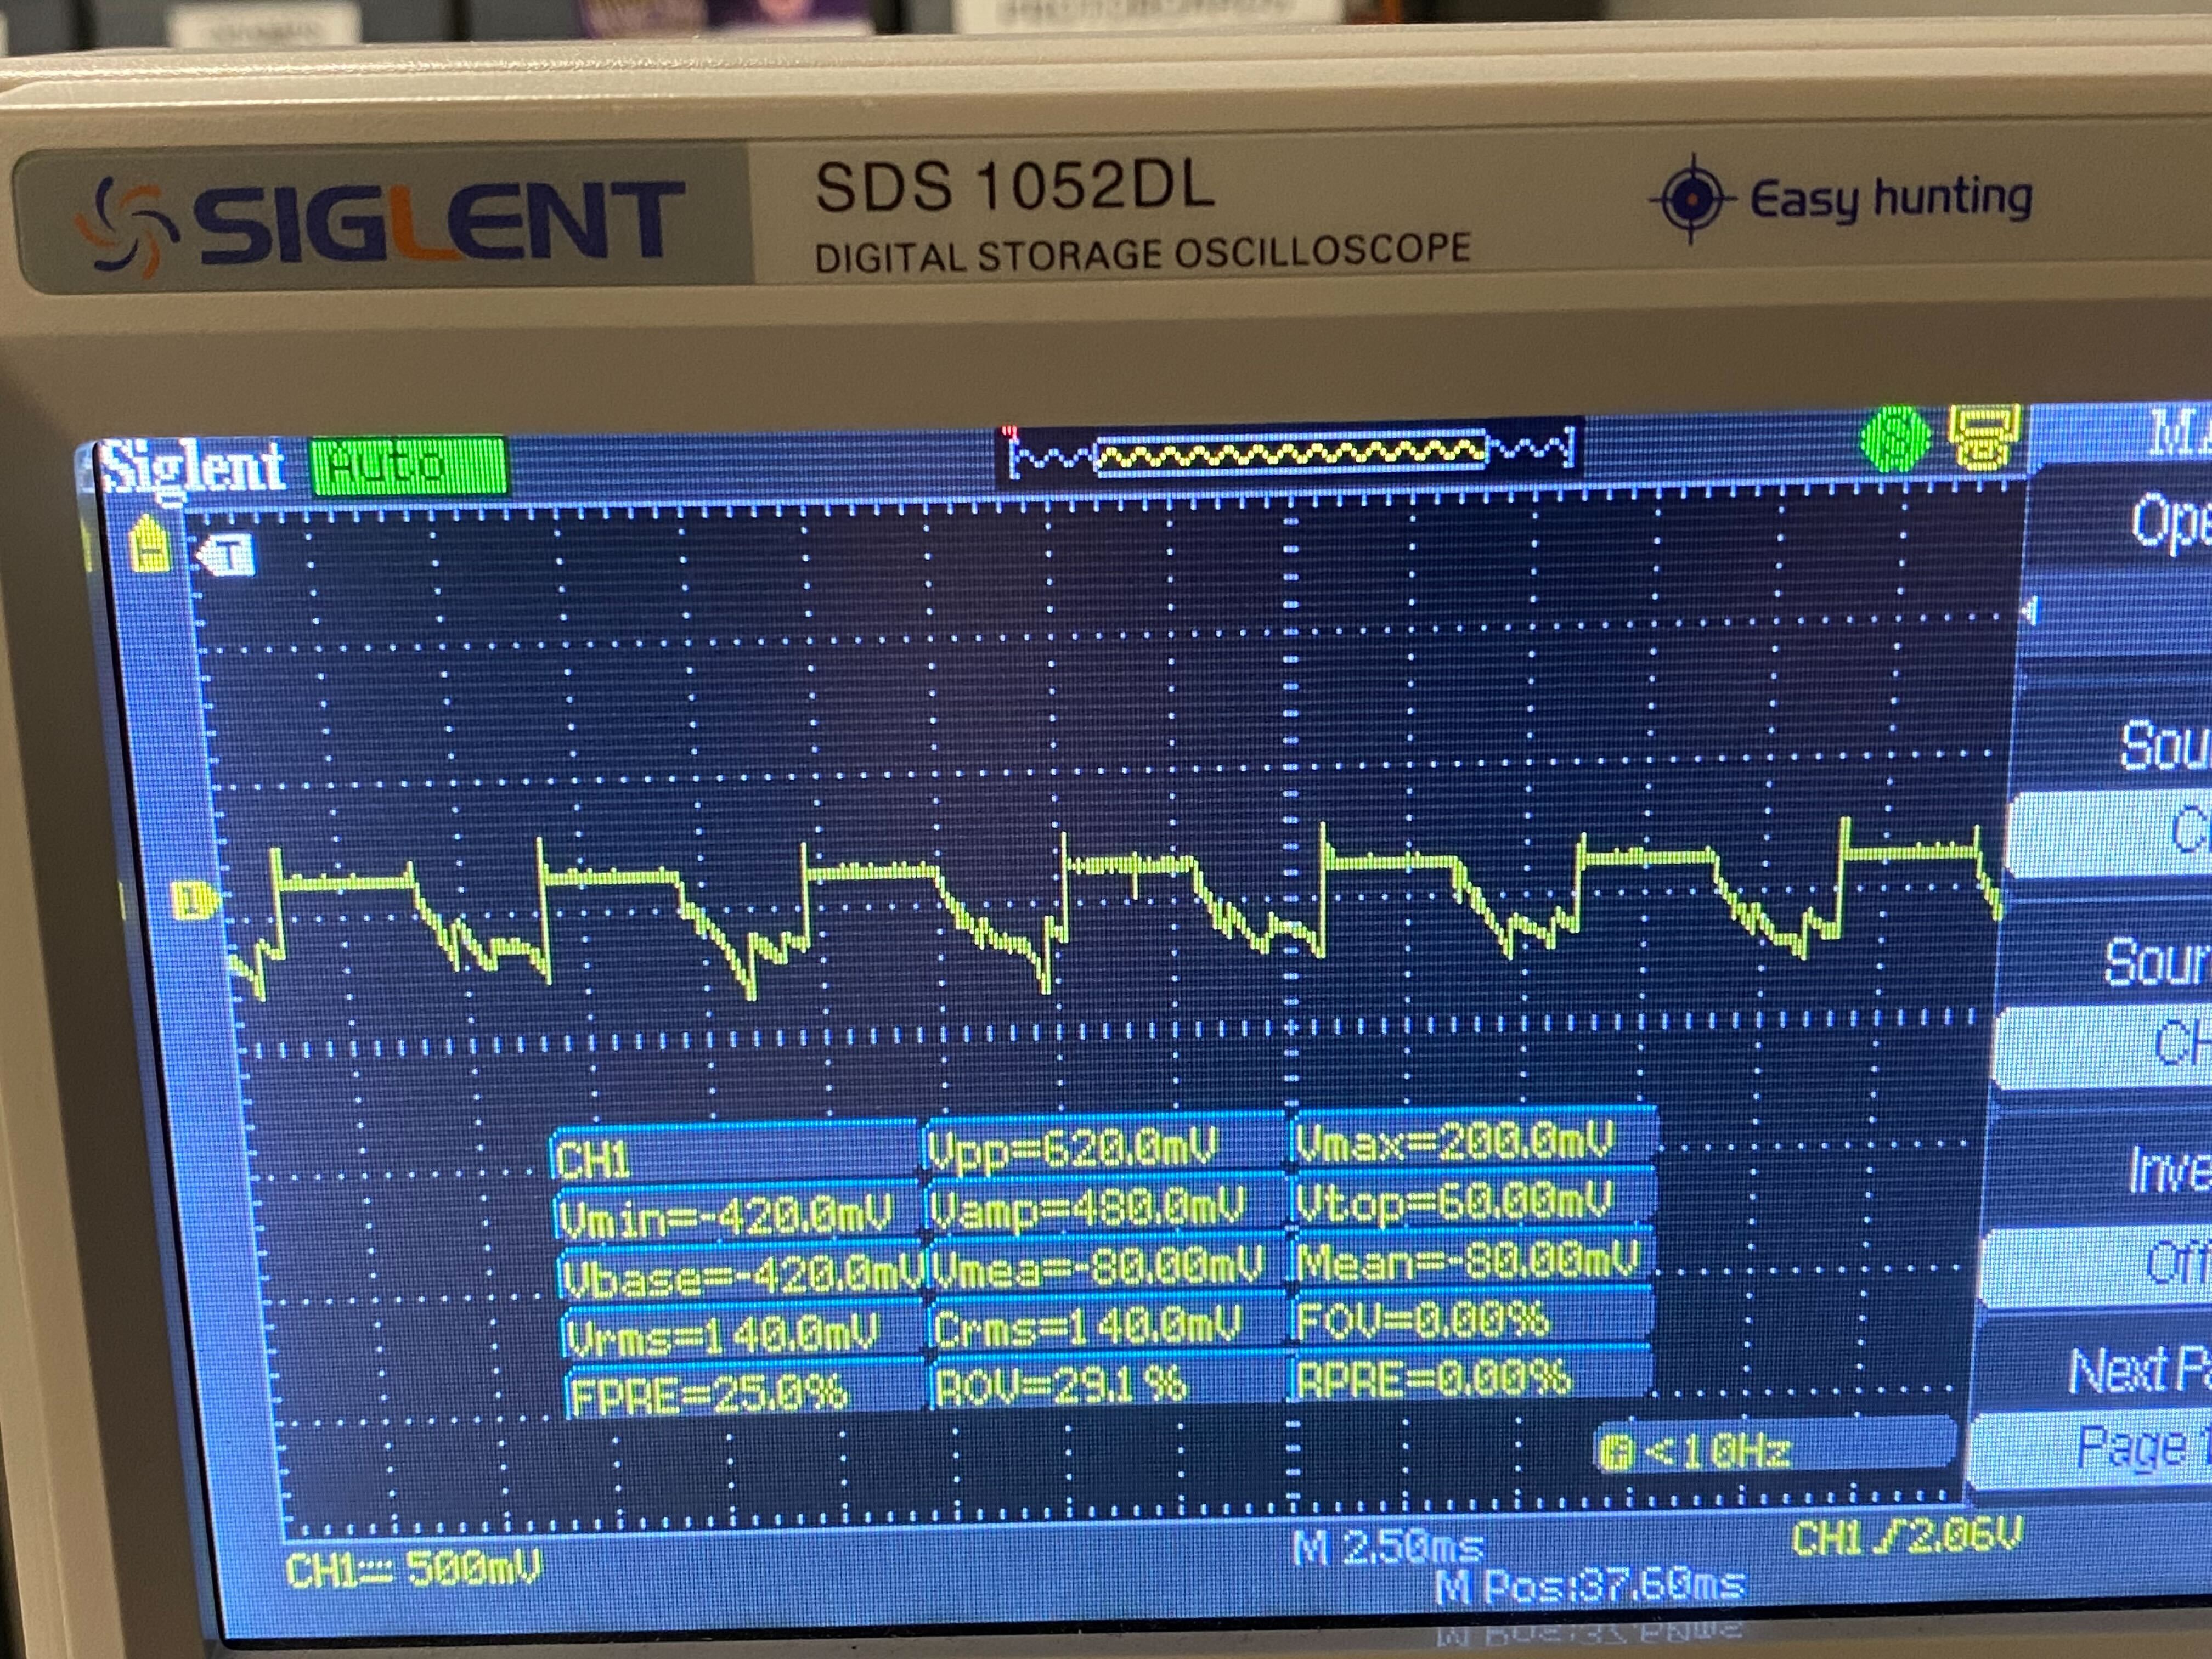 SIGLENT
SDS 1052DL
DIGITAL STORAGE OSCILLOSCOPE
Easy hunting
Siglent Auto
T
Ope
1
Sou
Sour
CH
Inve
Off
Next Pa
Page 1
CH1 Vpp=620.0mV Vmax=200.0mV
Vmin=-420.0mV Vamp=480.0mV Vtop=60.00mV
Vbase=-420.0mV Vmea=-80.00mV Mean=-80.00mV
Vrms=140.0mV Crms=140.0mV FOV=0.00%
FPRE=25.0% ROV=29.1% RPRE=0.00%
F <10Hz
CH1 500mV M 2.50ms CH1 2.06V
M Pos:37.60ms